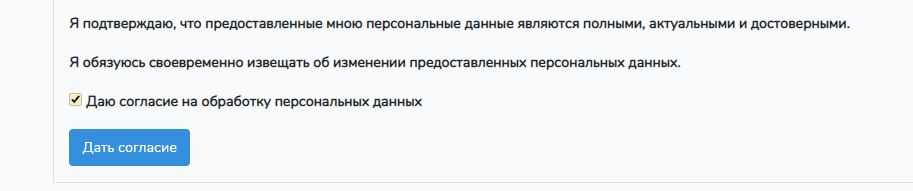 Я подтверждаю, что предоставленные мною персональные данные являются полными, актуальными и достоверными.
Я обязуюсь своевременно извещать об изменении предоставленных персональных данных.
Даю согласие на обработку персональных данных
Дать согласие